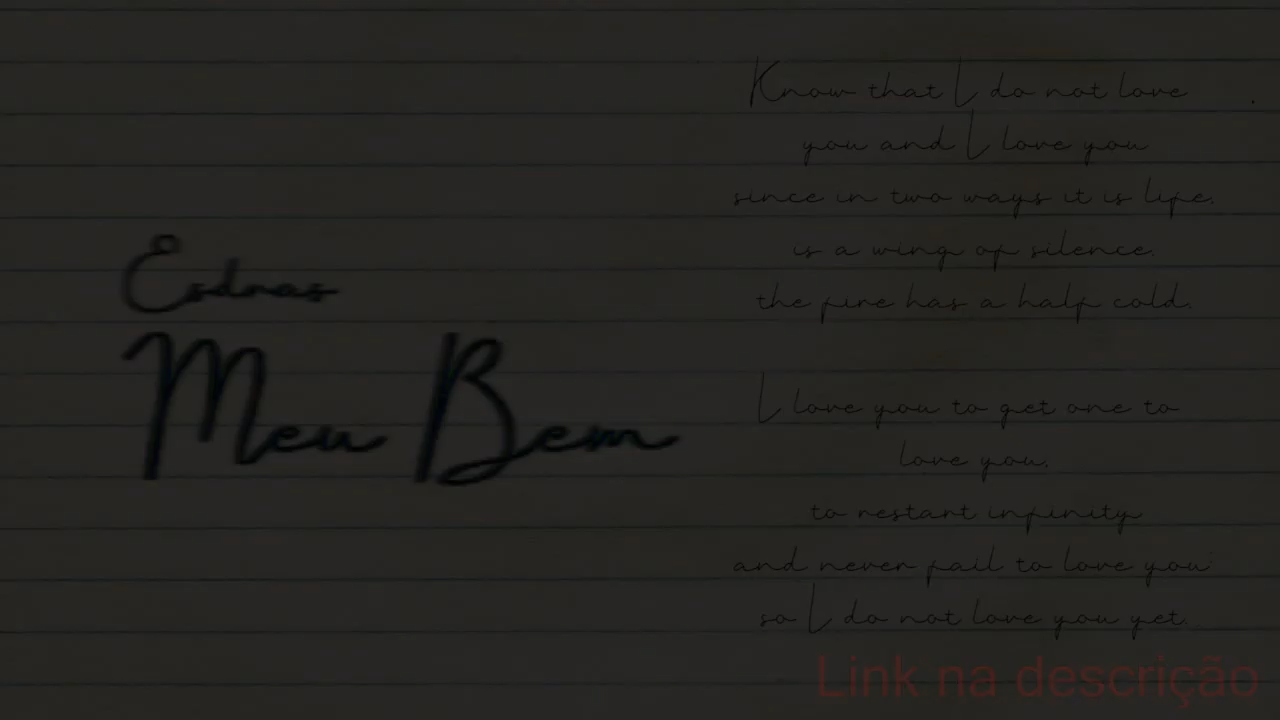 Esdras
Meu Bem
Know that I do not love
you and I love you
since in two ways it is life.
is a wing of silence.
the fire has a half cold.
I love you to get one to
love you.
to restart infinity
and never fail to love you
so I do not love you yet.
Link na descrição